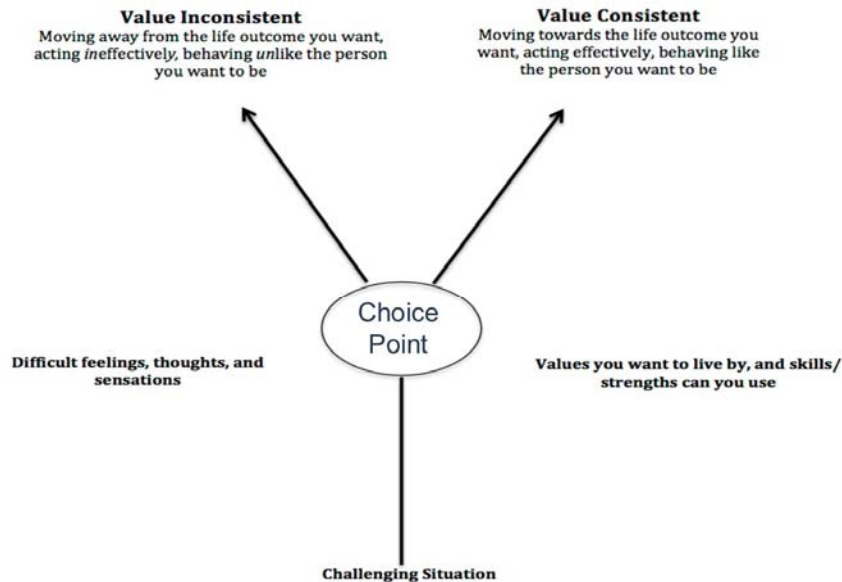 Value Inconsistent
Moving away from the life outcome you want,
acting ineffectively, behaving unlike the person
you want to be
Value Consistent
Moving towards the life outcome you
want, acting effectively, behaving like
the person you want to be
Choice
Point
Difficult feelings, thoughts, and
sensations
Values you want to live by, and skills/
strengths can you use
Challenging Situation